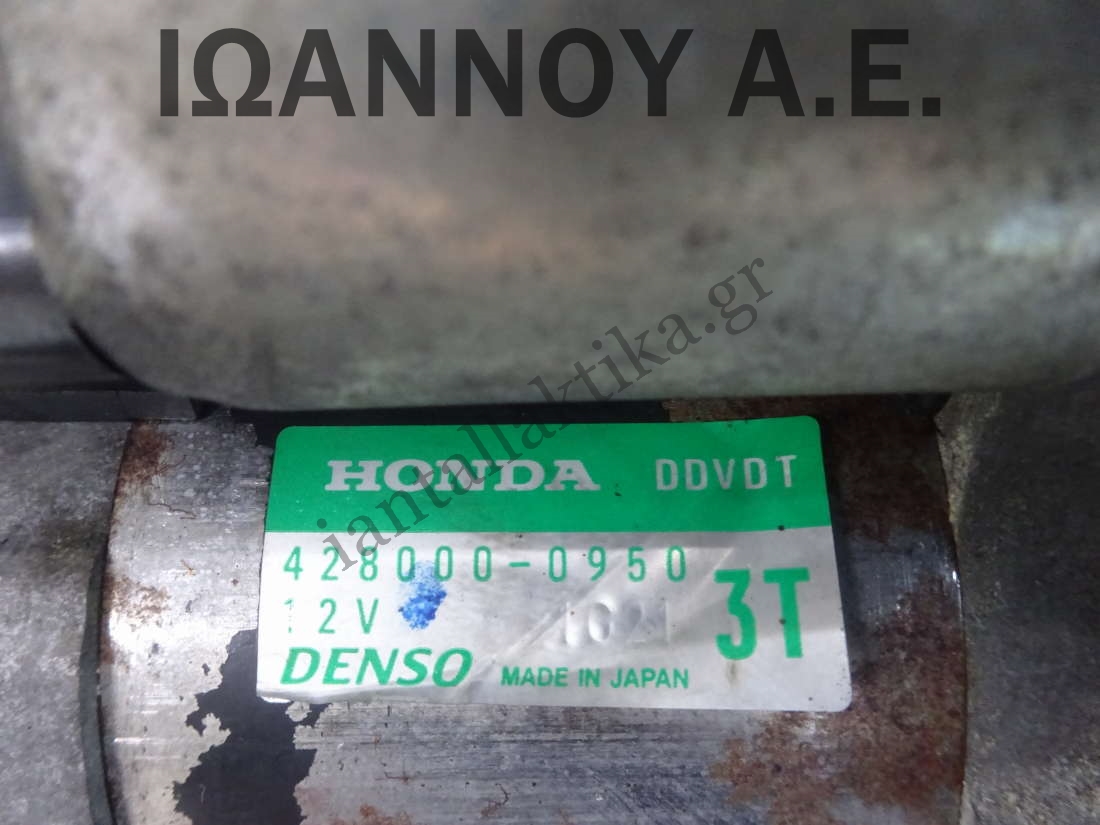 ΙΩΑΝΝΟΥ Α.Ε.
iantallaktika.gr
HONDA DDVDT
428000-0950
12V
3T
DENSO MADE IN JAPAN